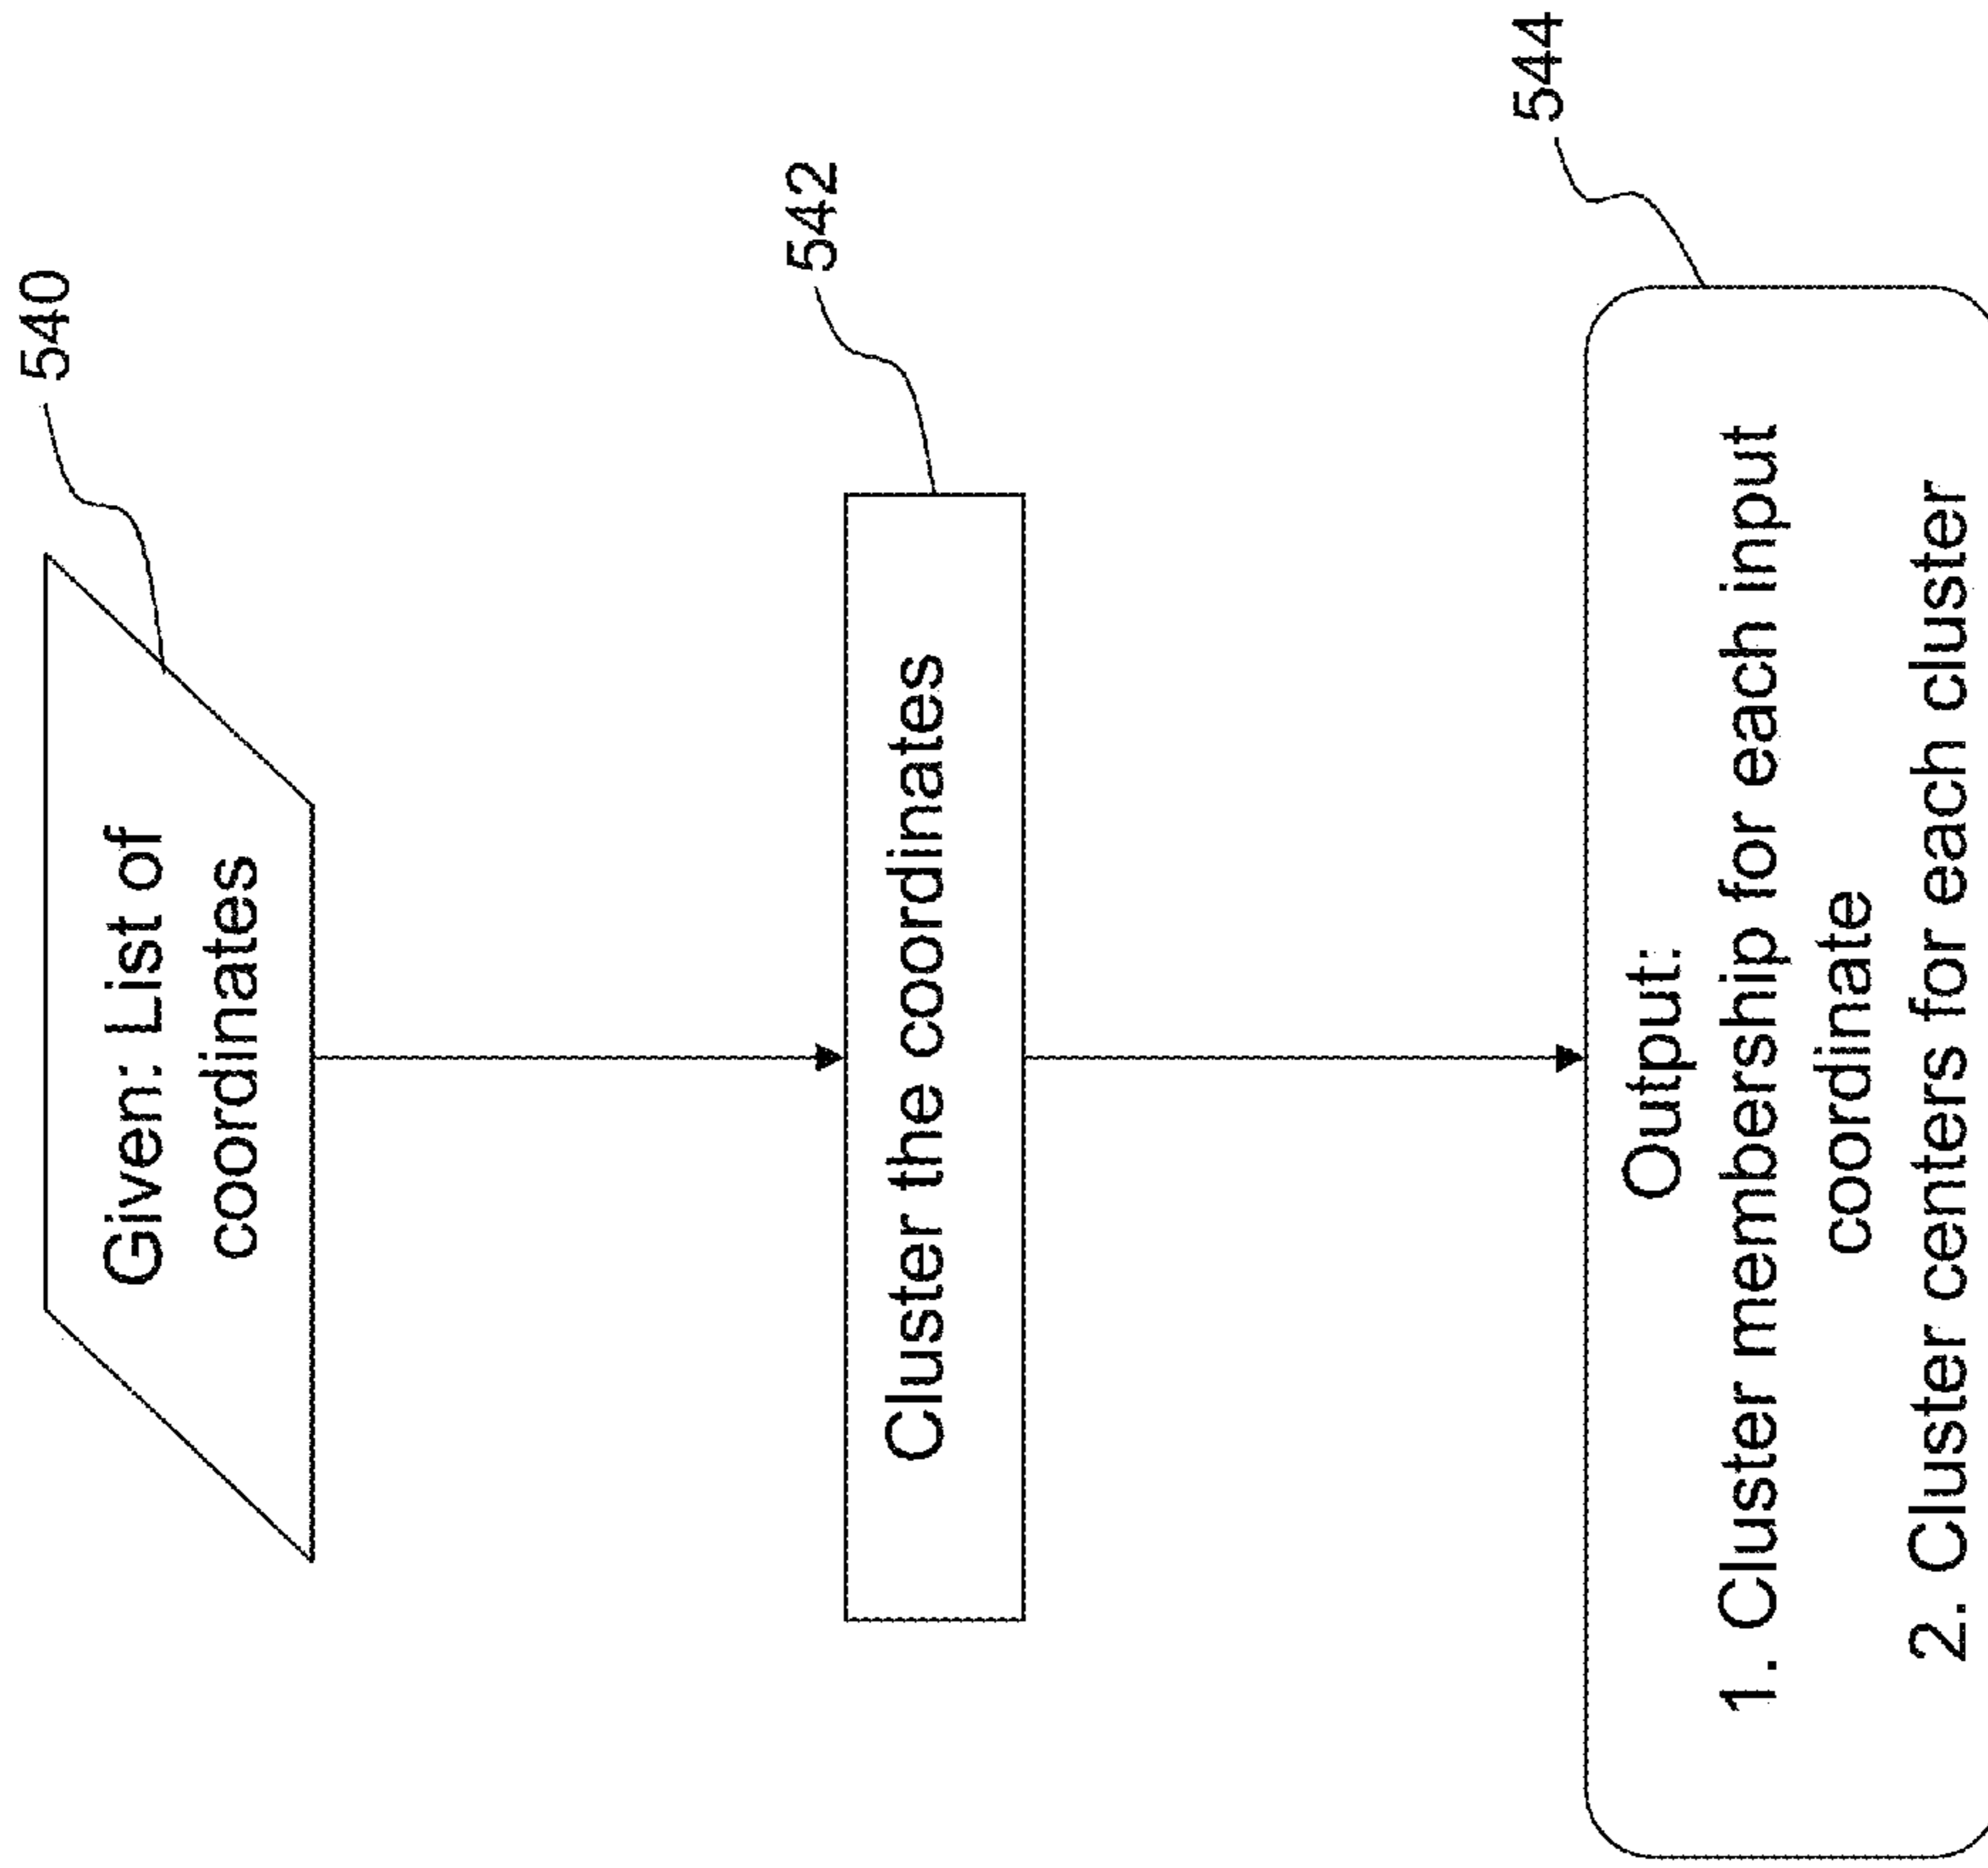 540
Given: List of
coordinates
542
Cluster the coordinates
544
Output:
1. Cluster membership for each input
coordinate
2. Cluster centers for each cluster